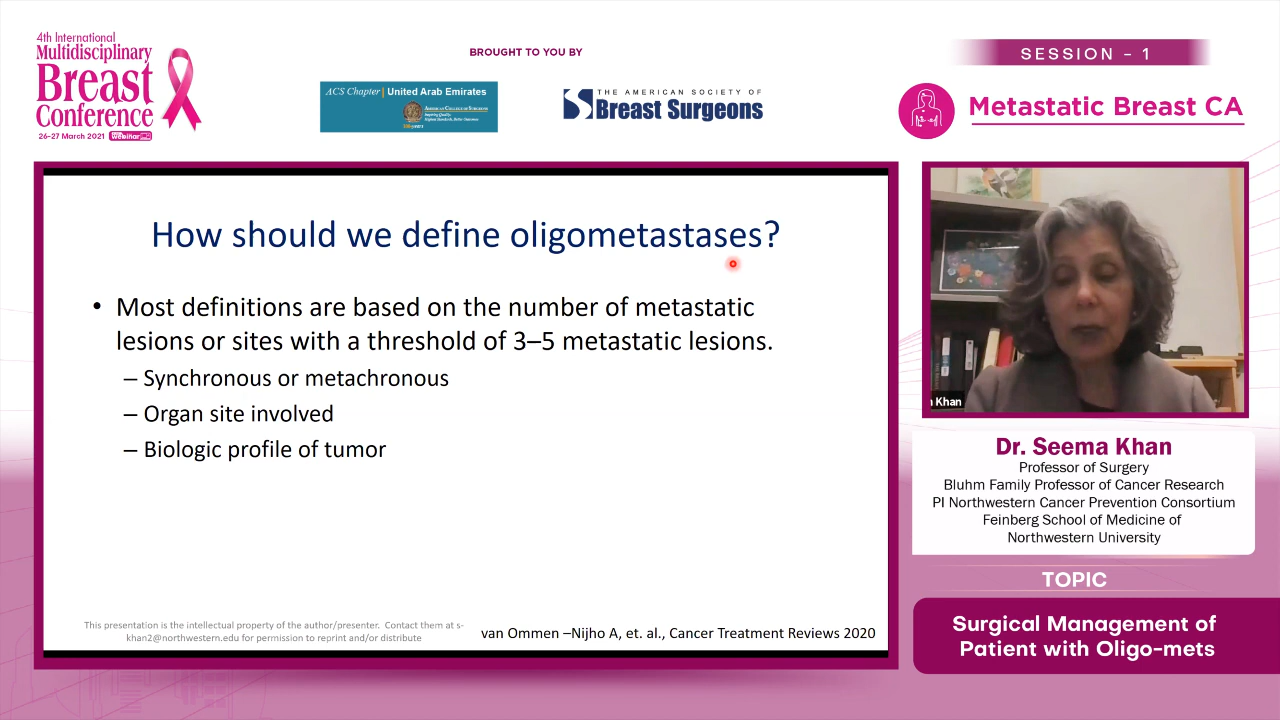 4th International
Multidisciplinary
Breast
Conference
26-27 March 2021
BROUGHT TO YOU BY
ACS Chapter | United Arab Emirates
AMERICAN COLLEGE OF SURGEONS
THE AMERICAN SOCIETY OF
Breast Surgeons
SESSION - 1
Metastatic Breast CA
How should we define oligometastases?
• Most definitions are based on the number of metastatic
lesions or sites with a threshold of 3–5 metastatic lesions.
– Synchronous or metachronous
– Organ site involved
– Biologic profile of tumor
This presentation is the intellectual property of the author/presenter. Contact them at s-
khan2@northwestern.edu for permission to reprint and/or distribute
van Ommen –Nijho A, et. al., Cancer Treatment Reviews 2020
Khan
Dr. Seema Khan
Professor of Surgery
Bluhm Family Professor of Cancer Research
PI Northwestern Cancer Prevention Consortium
Feinberg School of Medicine of
Northwestern University
TOPIC
Surgical Management of
Patient with Oligo-mets